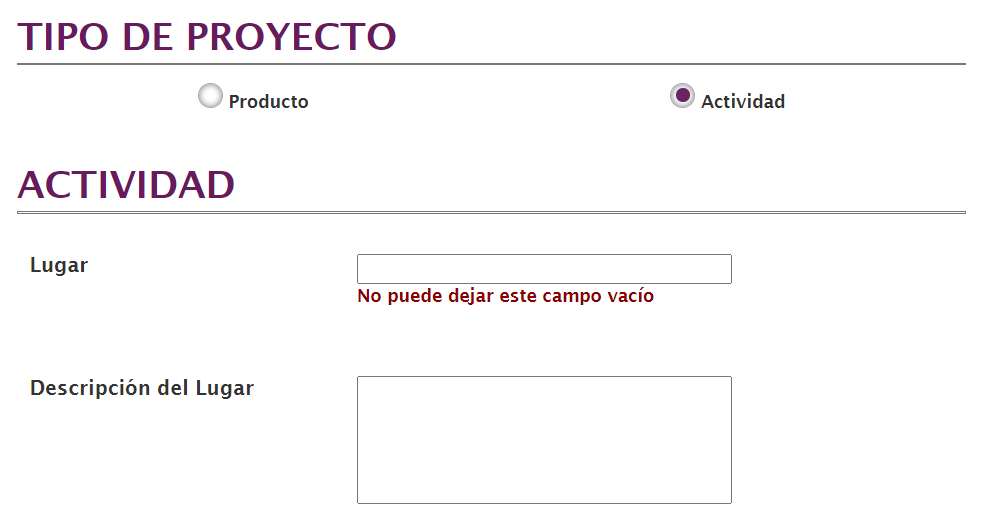 TIPO DE PROYECTO
Producto Actividad
ACTIVIDAD
Lugar
No puede dejar este campo vacío
Descripción del Lugar